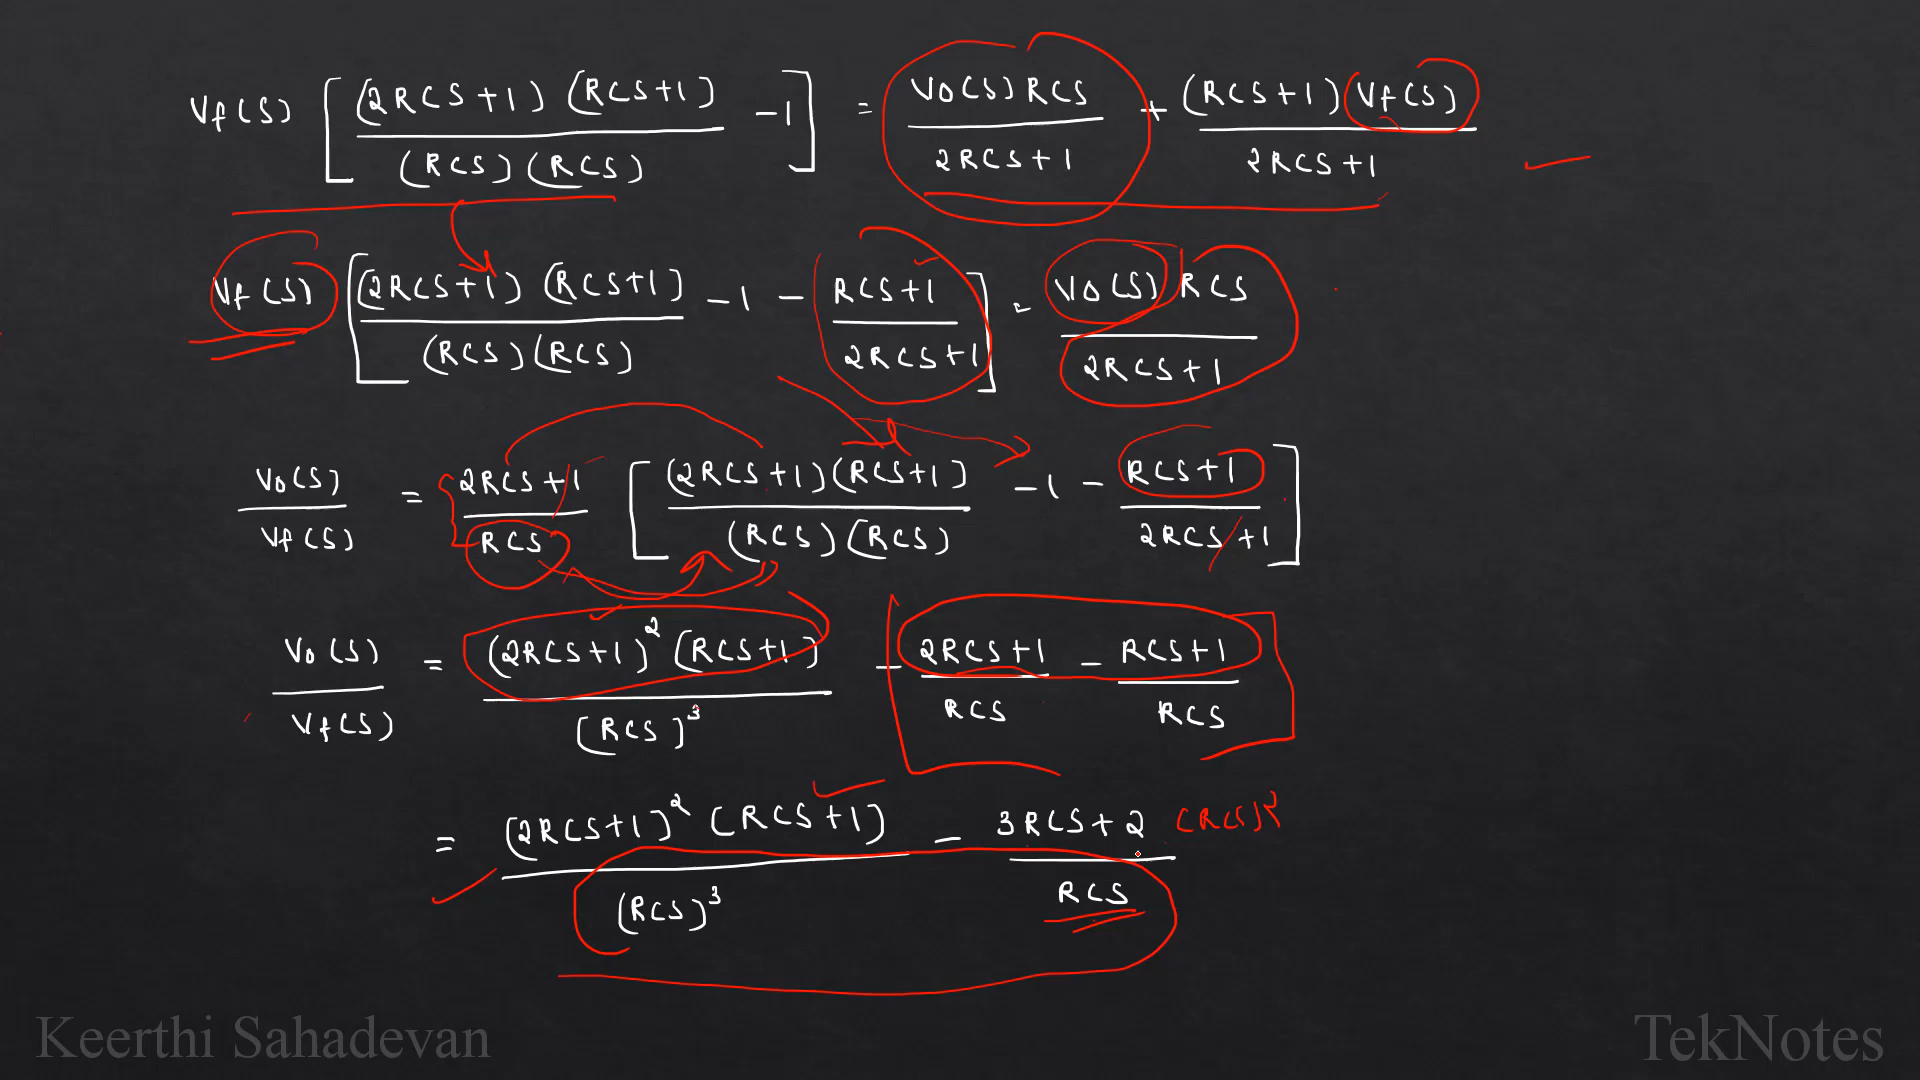 Vf(S) [ (2RCS+1) (RCS+1) / (RCS) (RCS) -1 ] = Vo(S) RCS / 2RCS+1 + (RCS+1) Vf(S) / 2RCS+1
Vf(S) [ (2RCS+1) (RCS+1) / (RCS)(RCS) -1 - RCS+1 / 2RCS+1 ] = Vo(S) RCS / 2RCS+1
Vo(S) / Vf(S) = 2RCS+1 / RCS [ (2RCS+1)(RCS+1) / (RCS)(RCS) -1 - RCS+1 / 2RCS+1 ]
Vo(S) / Vf(S) = (2RCS+1)² (RCS+1) / [RCS]³ - 2RCS+1 / RCS - RCS+1 / RCS
= (2RCS+1)² (RCS+1) / (RCS)³ - 3RCS+2 / RCS (RCS)²
Keerthi Sahadevan
TekNotes